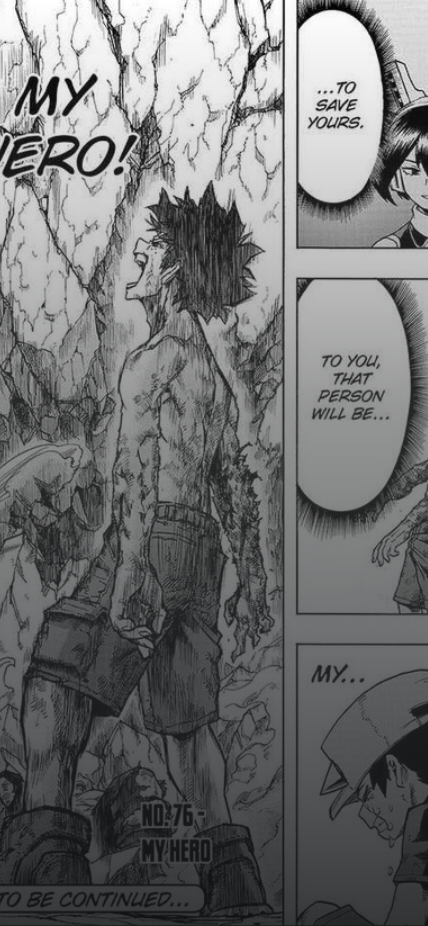 ...TO
SAVE
YOURS.
TO YOU,
THAT
PERSON
WILL BE...
MY...
MY
HERO!
NO. 76 -
MY HERO
TO BE CONTINUED...